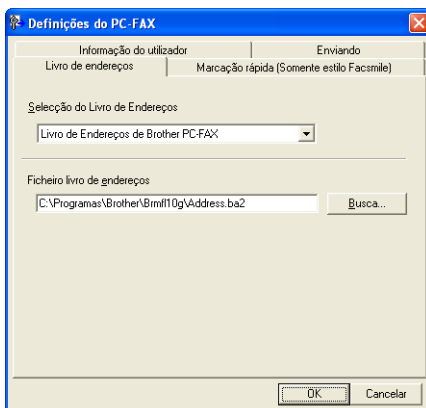 Definições do PC-FAX
Informação do utilizador
Enviando
Livro de endereços
Marcação rápida (Somente estilo Facsmile)
Selecção do Livro de Endereços
Livro de Endereços de Brother PC-FAX
Ficheiro livro de endereços
C:\Programas\Brother\Brmfl10g\Address.ba2
Busca...
OK
Cancelar